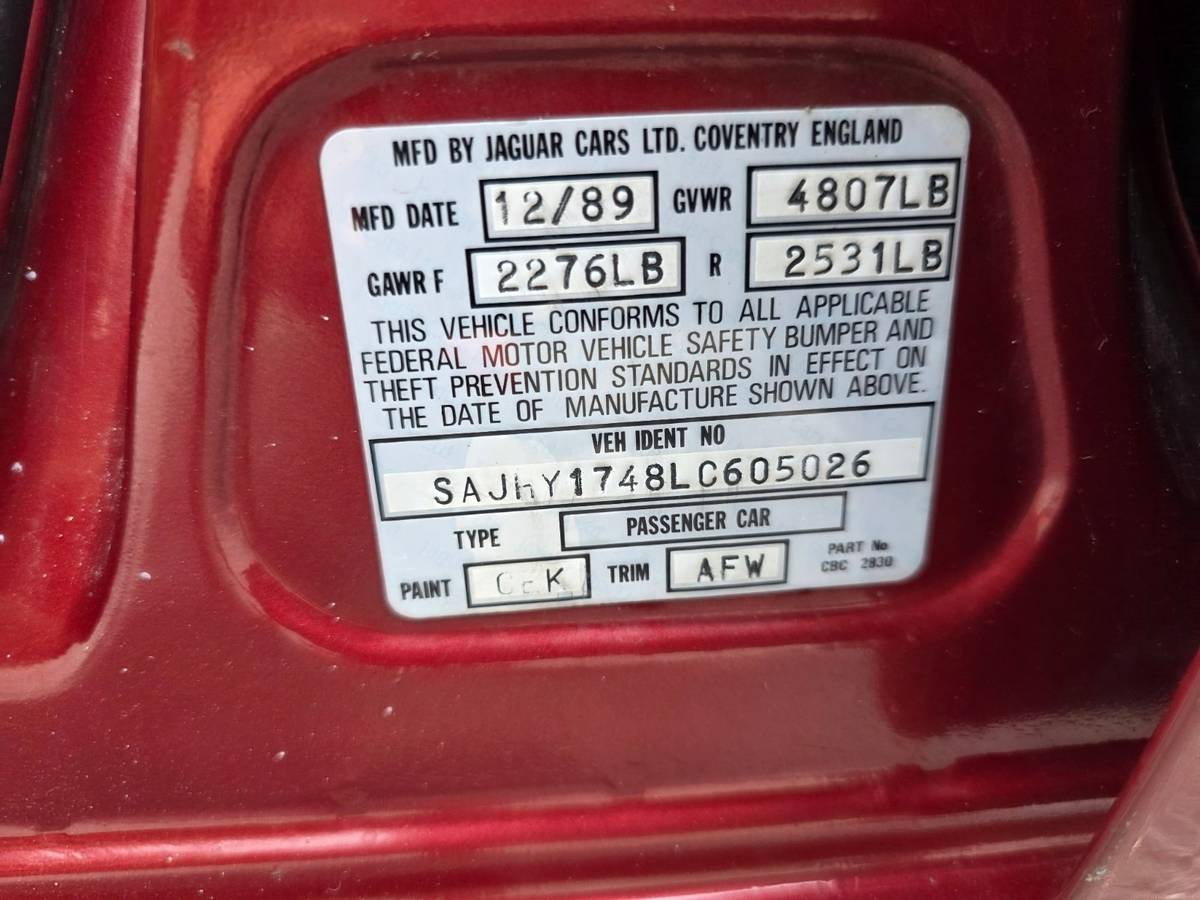 MFD BY JAGUAR CARS LTD. COVENTRY ENGLAND
MFD DATE 12/89 GVWR 4807LB
GAWR F 2276LB R 2531LB
THIS VEHICLE CONFORMS TO ALL APPLICABLE
FEDERAL MOTOR VEHICLE SAFETY BUMPER AND
THEFT PREVENTION STANDARDS IN EFFECT ON
THE DATE OF MANUFACTURE SHOWN ABOVE.
VEH IDENT NO
SAJHY1748LC605026
TYPE PASSENGER CAR
PAINT TRIM AFW
PART No
CBC 2830